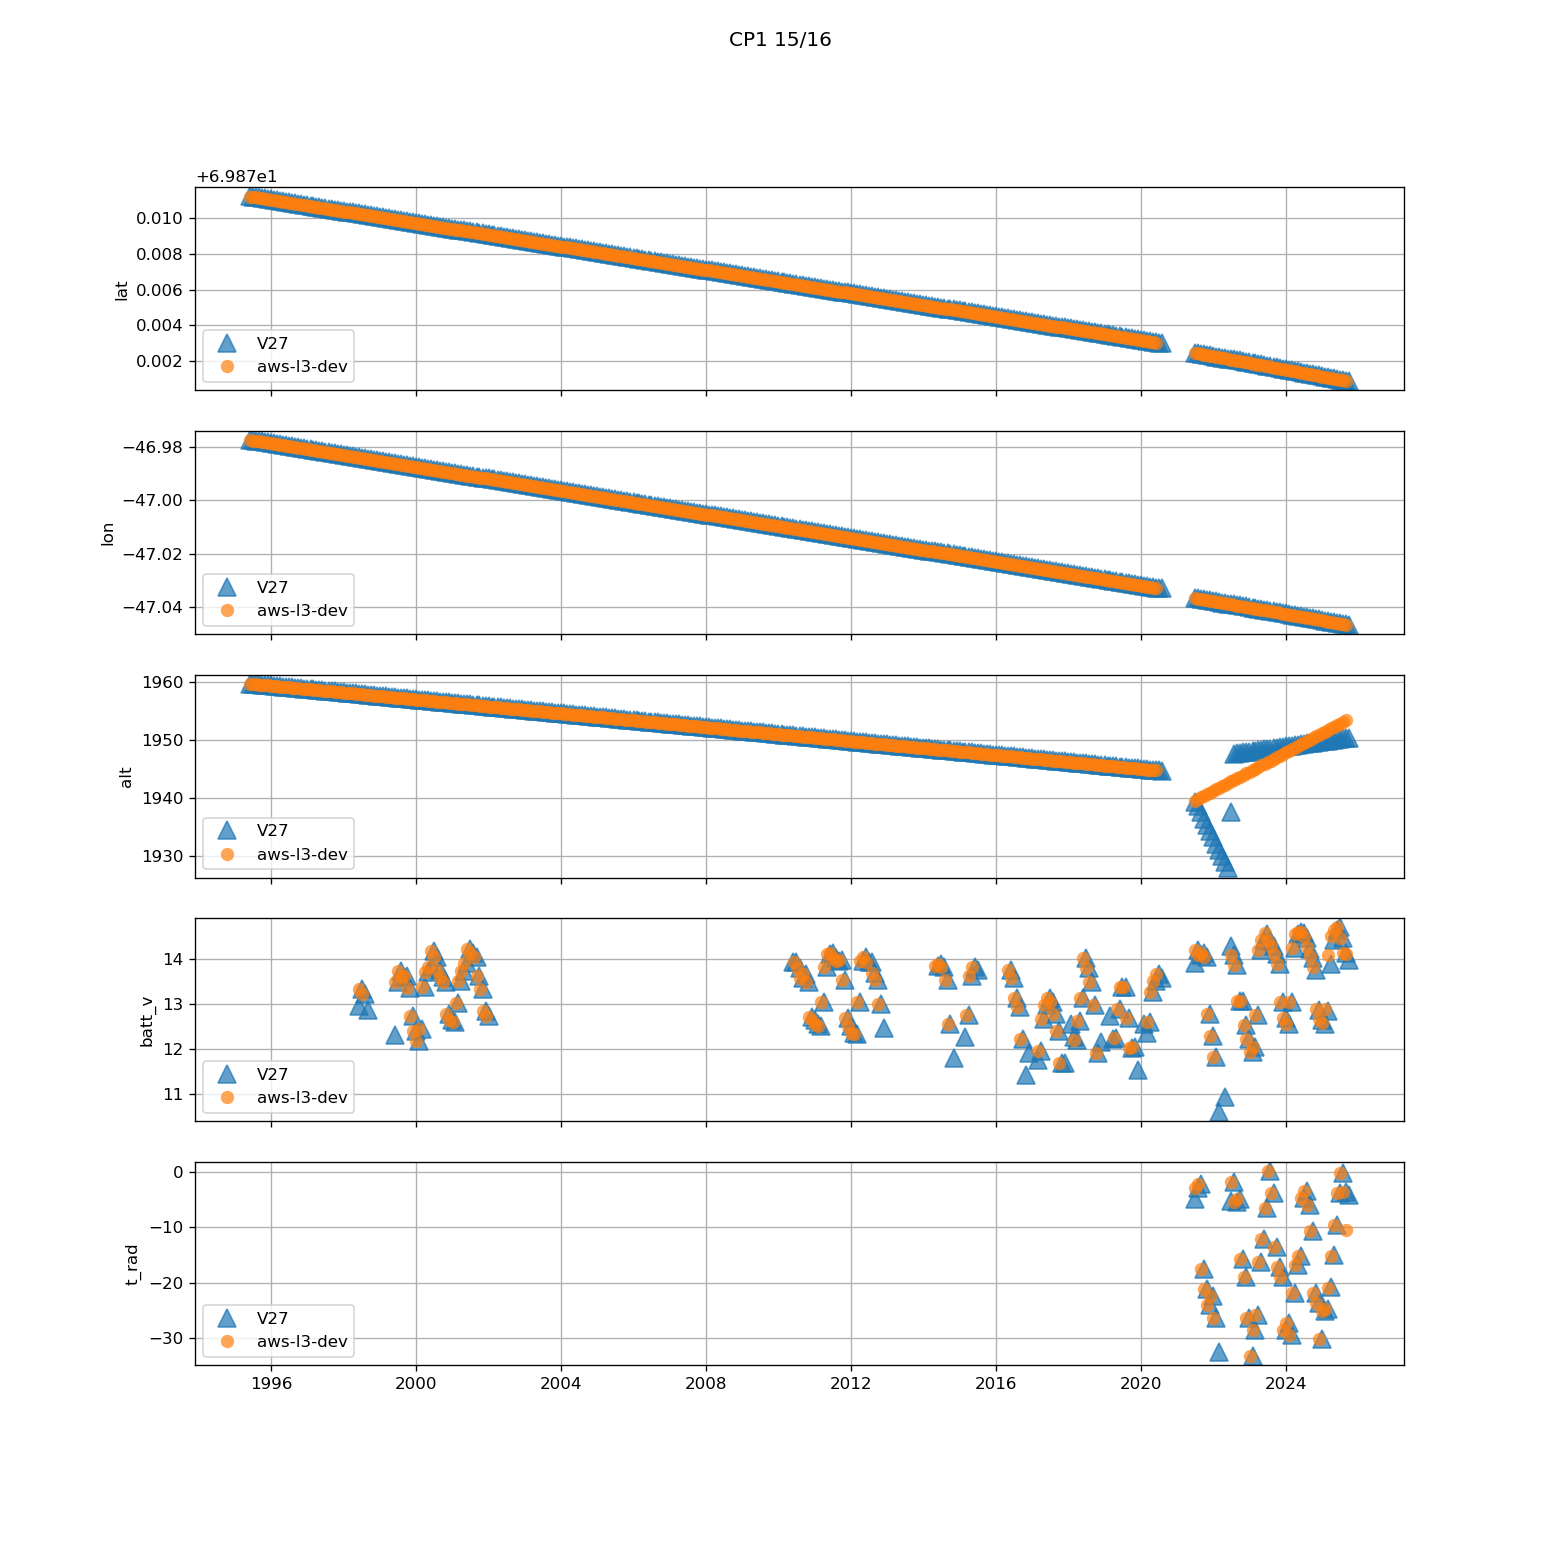 CP1 15/16
+6.987e1
0.010
0.008
0.006
0.004
0.002
lat
V27
aws-l3-dev
−46.98
−47.00
−47.02
−47.04
lon
V27
aws-l3-dev
1960
1950
1940
1930
alt
V27
aws-l3-dev
14
13
12
11
batt_v
V27
aws-l3-dev
0
−10
−20
−30
t_rad
V27
aws-l3-dev
1996 2000 2004 2008 2012 2016 2020 2024